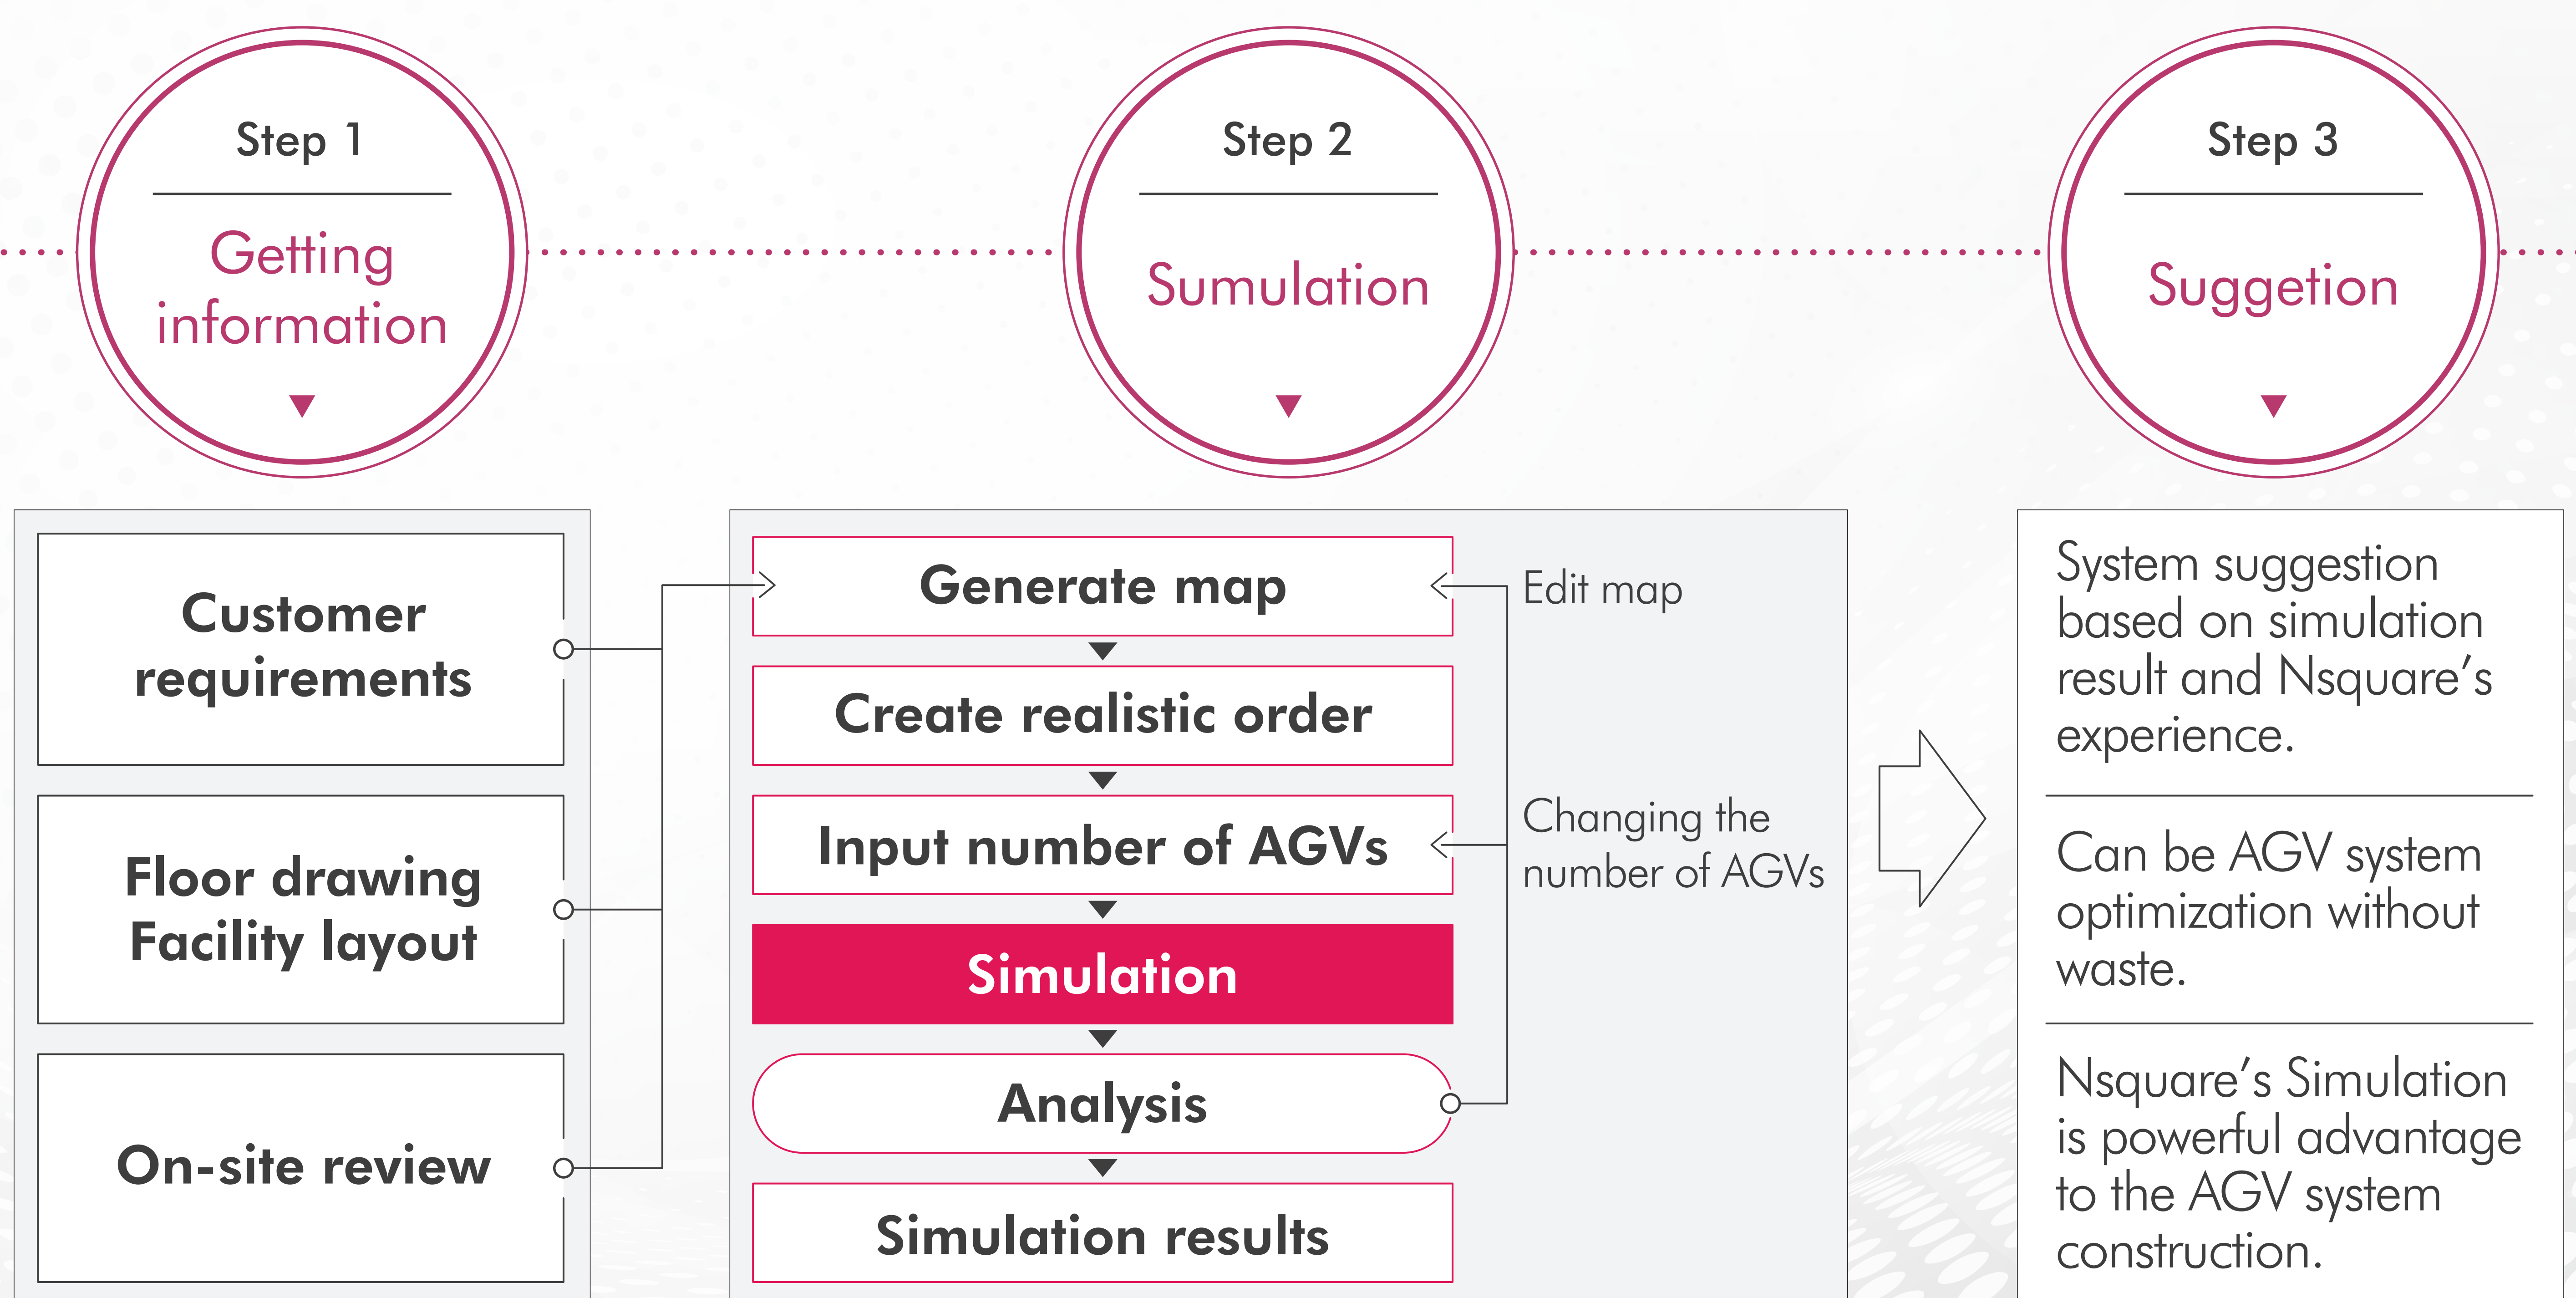 Step 1
Getting
information
Step 2
Sumulation
Step 3
Suggetion
Customer
requirements
Floor drawing
Facility layout
On-site review
Generate map
Create realistic order
Input number of AGVs
Simulation
Analysis
Simulation results
Edit map
Changing the
number of AGVs
System suggestion
based on simulation
result and Nsquare’s
experience.
Can be AGV system
optimization without
waste.
Nsquare’s Simulation
is powerful advantage
to the AGV system
construction.